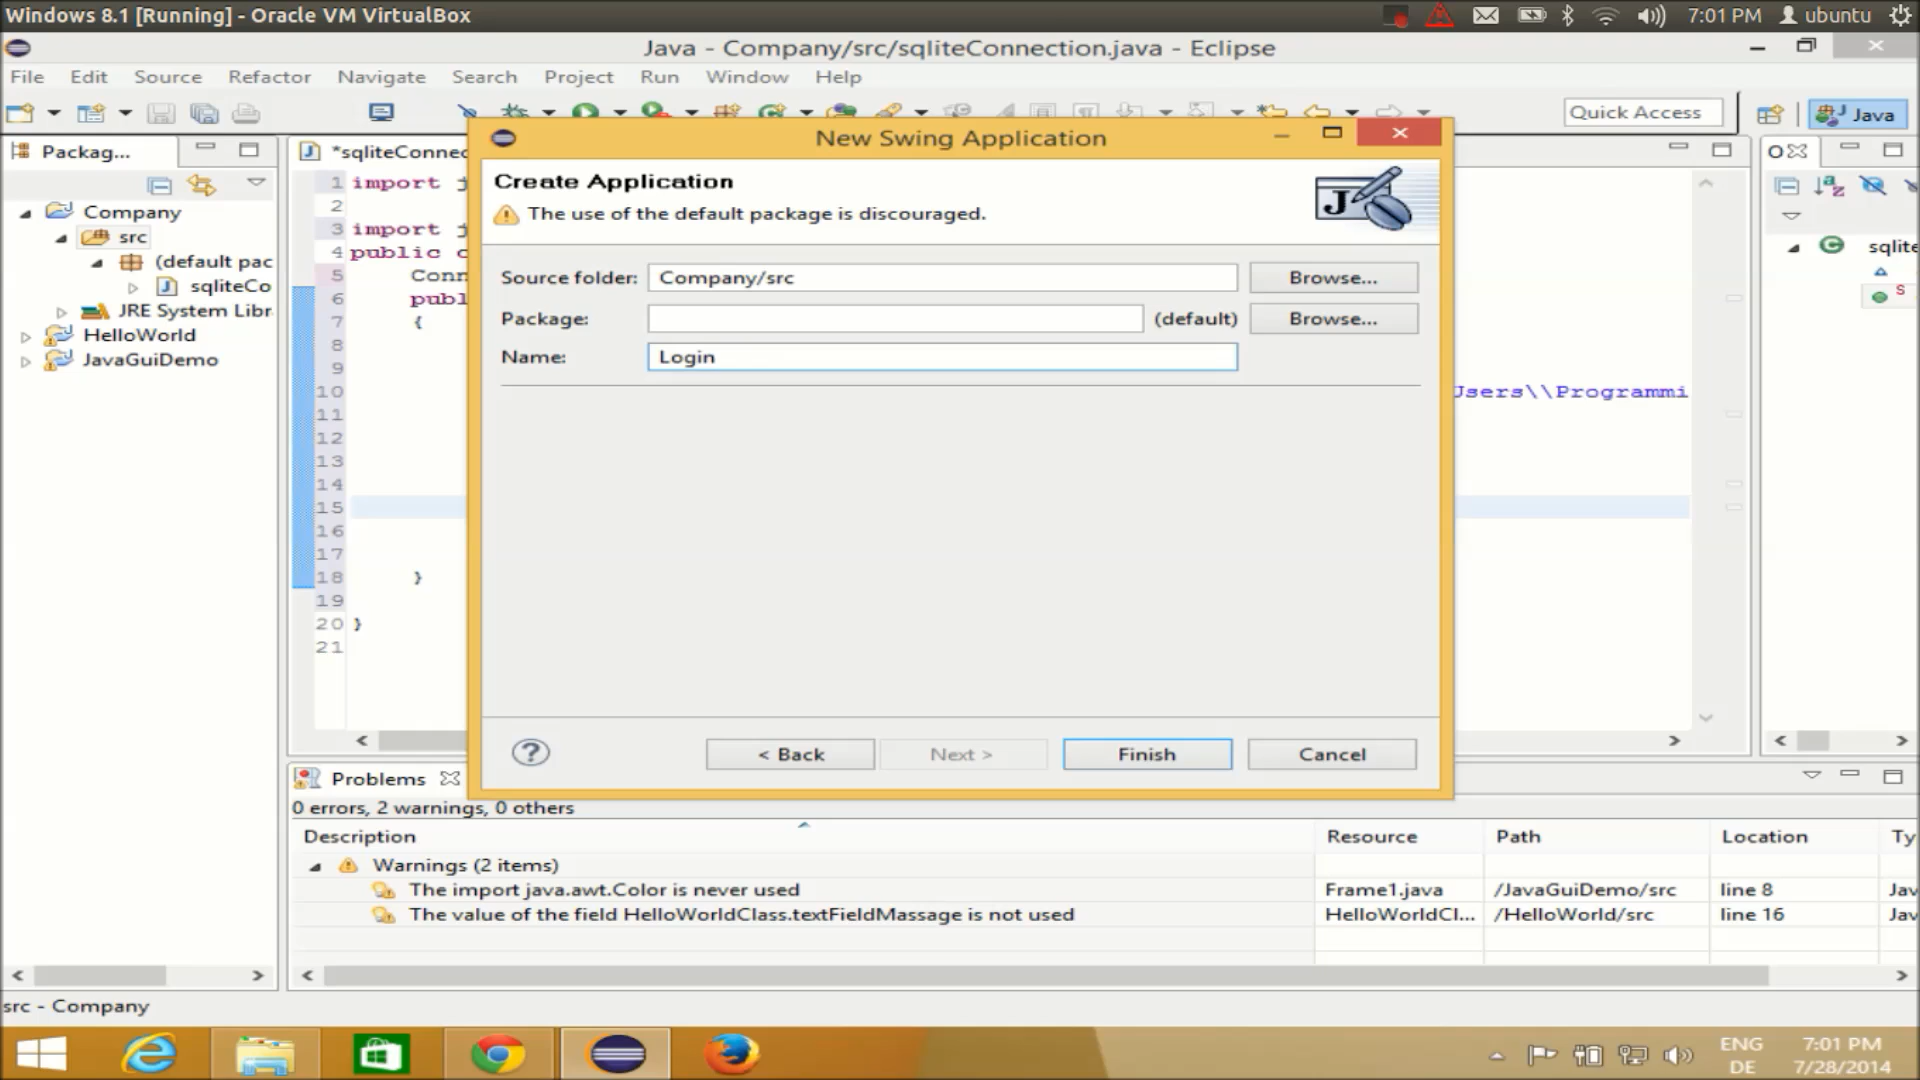 Windows 8.1 [Running] - Oracle VM VirtualBox
7:01 PM
ubuntu
Java - Company/src/sqliteConnection.java - Eclipse
File Edit Source Refactor Navigate Search Project Run Window Help
Quick Access
Java
Packag...
*sqliteConnec
New Swing Application
Create Application
The use of the default package is discouraged.
Source folder:
Company/src
Browse...
Package:
(default)
Browse...
Name:
Login
< Back
Next >
Finish
Cancel
Company
src
(default pac
sqliteCo
JRE System Libr
HelloWorld
JavaGuiDemo
1 import j
2
3 import j
4 public c
5 Conn
6 publ
7 {
8
9
10 Users\\Programmi
11
12
13
14
15
16
17
18 }
19
20 }
21
sqlite
S
Problems
0 errors, 2 warnings, 0 others
Description Resource Path Location Ty
Warnings (2 items)
The import java.awt.Color is never used Frame1.java /JavaGuiDemo/src line 8 Jav
The value of the field HelloWorldClass.textFieldMassage is not used HelloWorldCl... /HelloWorld/src line 16 Jav
src - Company
ENG
DE
7:01 PM
7/28/2014